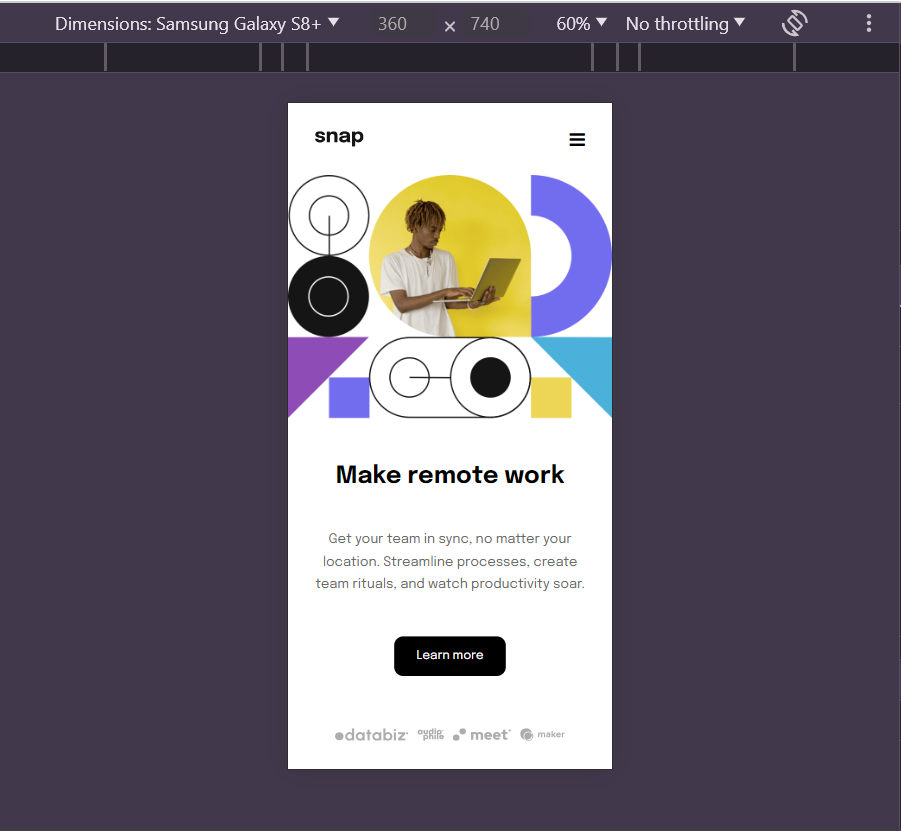 Dimensions: Samsung Galaxy S8+ 360 × 740 60% No throttling
snap
Make remote work
Get your team in sync, no matter your
location. Streamline processes, create
team rituals, and watch productivity soar.
Learn more
databiz audiophile meet maker